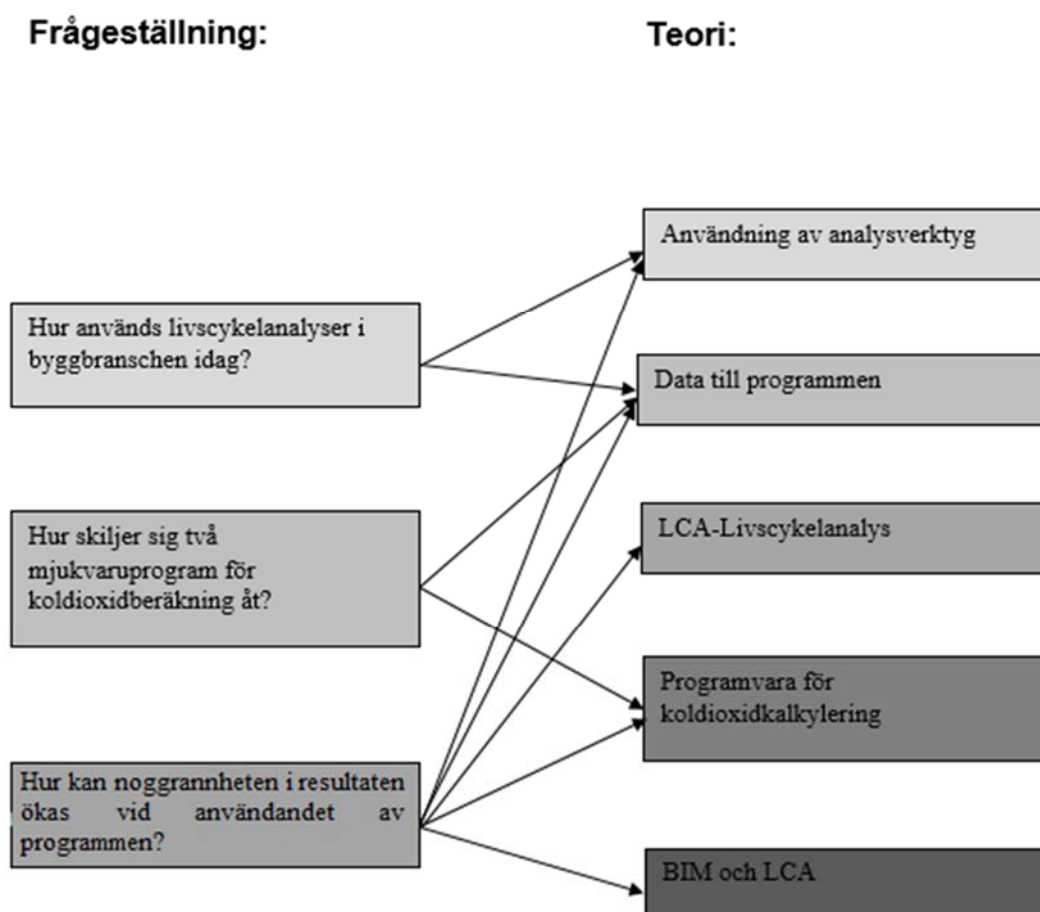 Frågeställning:
Teori:
Hur används livscykelanalyser i
byggbranschen idag?
Hur skiljer sig två
mjukvaruprogram för
koldioxidberäkning åt?
Hur kan noggrannheten i resultaten
ökas vid användandet av
programmen?
Användning av analysverktyg
Data till programmen
LCA-Livscykelanalys
Programvara för
koldioxidkalkylering
BIM och LCA